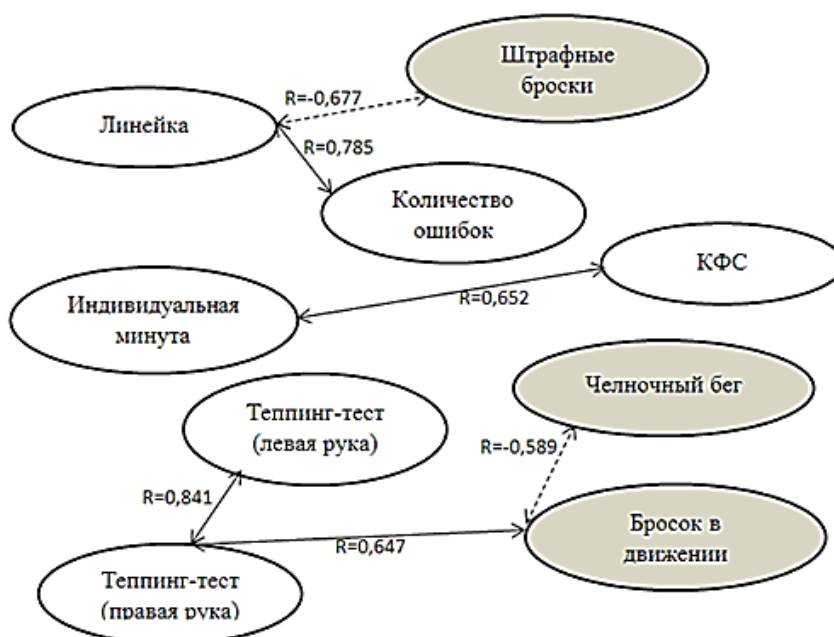 Штрафные
броски
R=-0,677
Линейка
R=0,785
Количество
ошибок
КФС
R=0,652
Индивидуальная
минута
Челночный бег
Теппинг-тест
(левая рука)
R=-0,589
R=0,841
Бросок в
движении
R=0,647
Теппинг-тест
(правая рука)